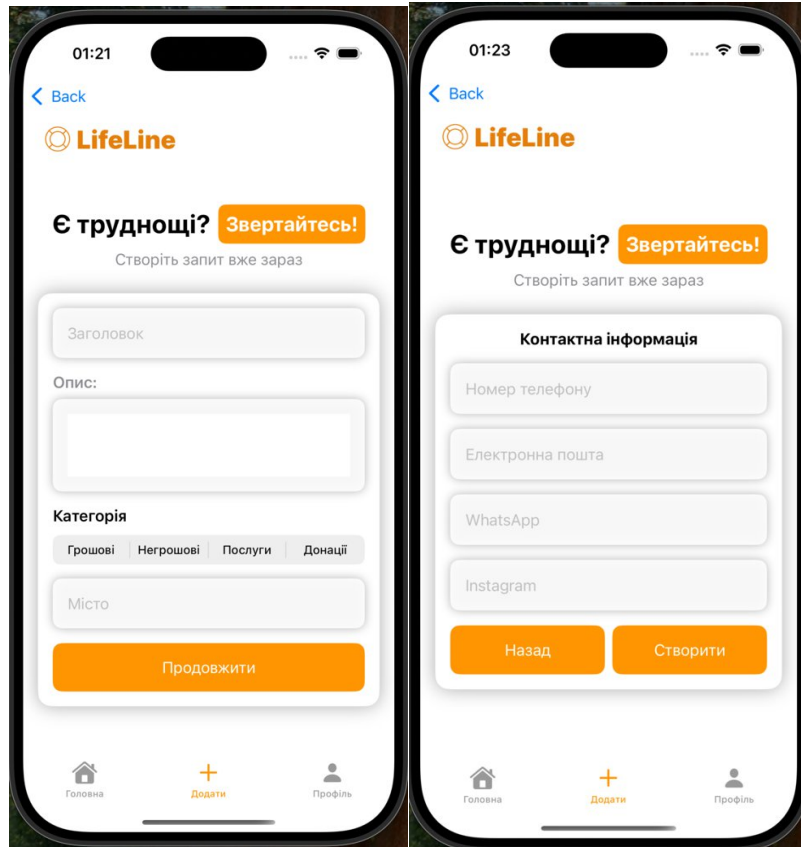 01:21
Back
LifeLine
Є труднощі? Звертайтесь!
Створіть запит вже зараз
Заголовок
Опис:
Категорія
Грошові Негрошові Послуги Донації
Місто
Продовжити
Головна Додати Профіль
01:23
Back
LifeLine
Є труднощі? Звертайтесь!
Створіть запит вже зараз
Контактна інформація
Номер телефону
Електронна пошта
WhatsApp
Instagram
Назад Створити
Головна Додати Профіль